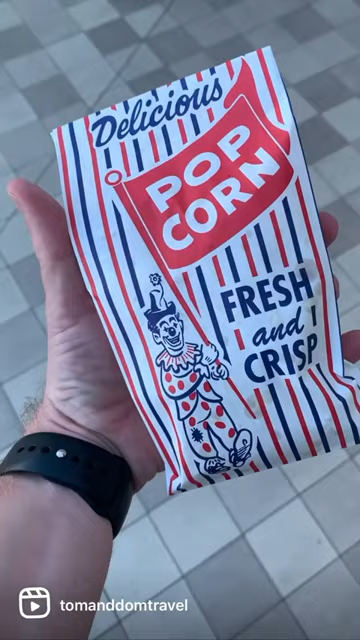 Delicious
POP
CORN
FRESH
and
CRISP
tomanddomtravel